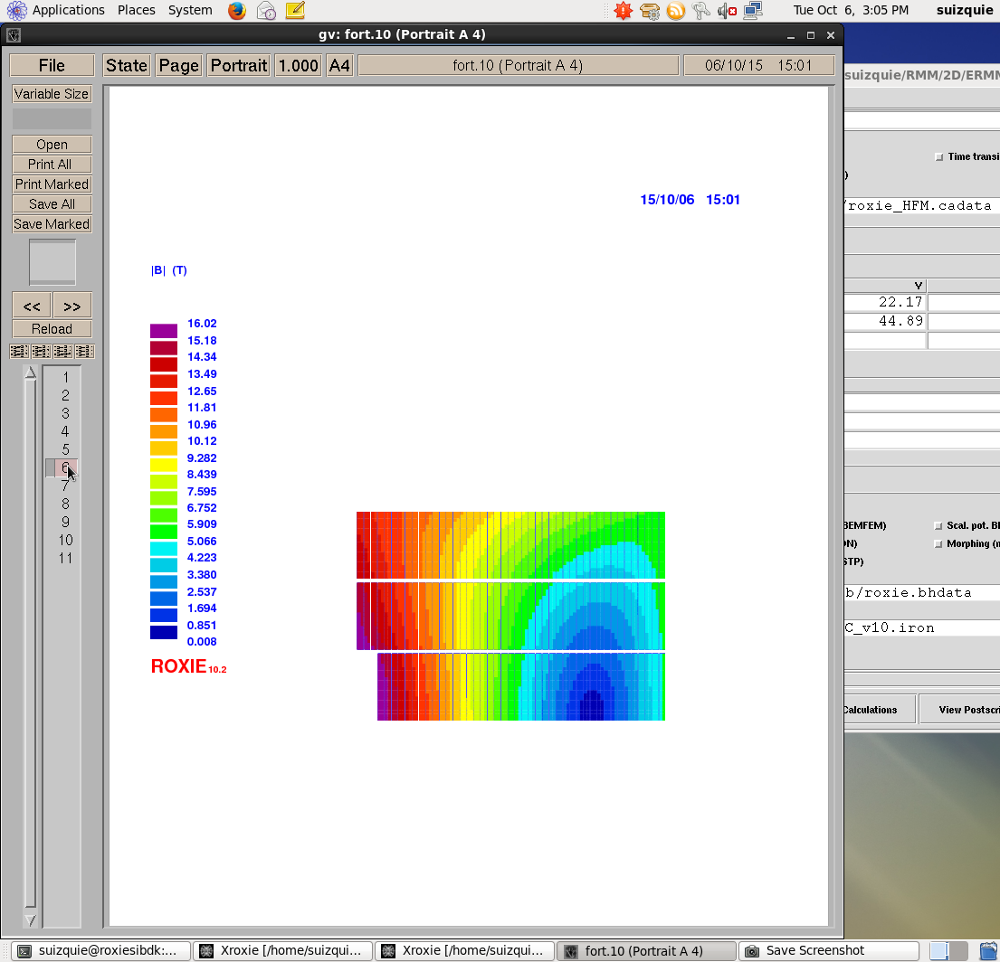 Applications Places System Tue Oct 6, 3:05 PM suizquie
gv: fort.10 (Portrait A 4)
File State Page Portrait 1.000 A4 fort.10 (Portrait A 4) 06/10/15 15:01
suizquie/RMM/2D/ERMM
Variable Size
Open
Print All
Print Marked
Save All
Save Marked
<< >>
Reload
1
2
3
4
5
6
7
8
9
10
11
15/10/06 15:01
|B| (T)
16.02
15.18
14.34
13.49
12.65
11.81
10.96
10.12
9.282
8.439
7.595
6.752
5.909
5.066
4.223
3.380
2.537
1.694
0.851
0.008
ROXIE 10.2
Time transi
)
/roxie_HFM.cadata
22.17
44.89
BEMFEM) Scal. pot. BE
ON) Morphing (n
STP)
b/roxie.bhdata
C_v10.iron
Calculations View Postscri
suizquie@roxiesibdk:... Xroxie [/home/suizqui... Xroxie [/home/suizqui... fort.10 (Portrait A 4) Save Screenshot